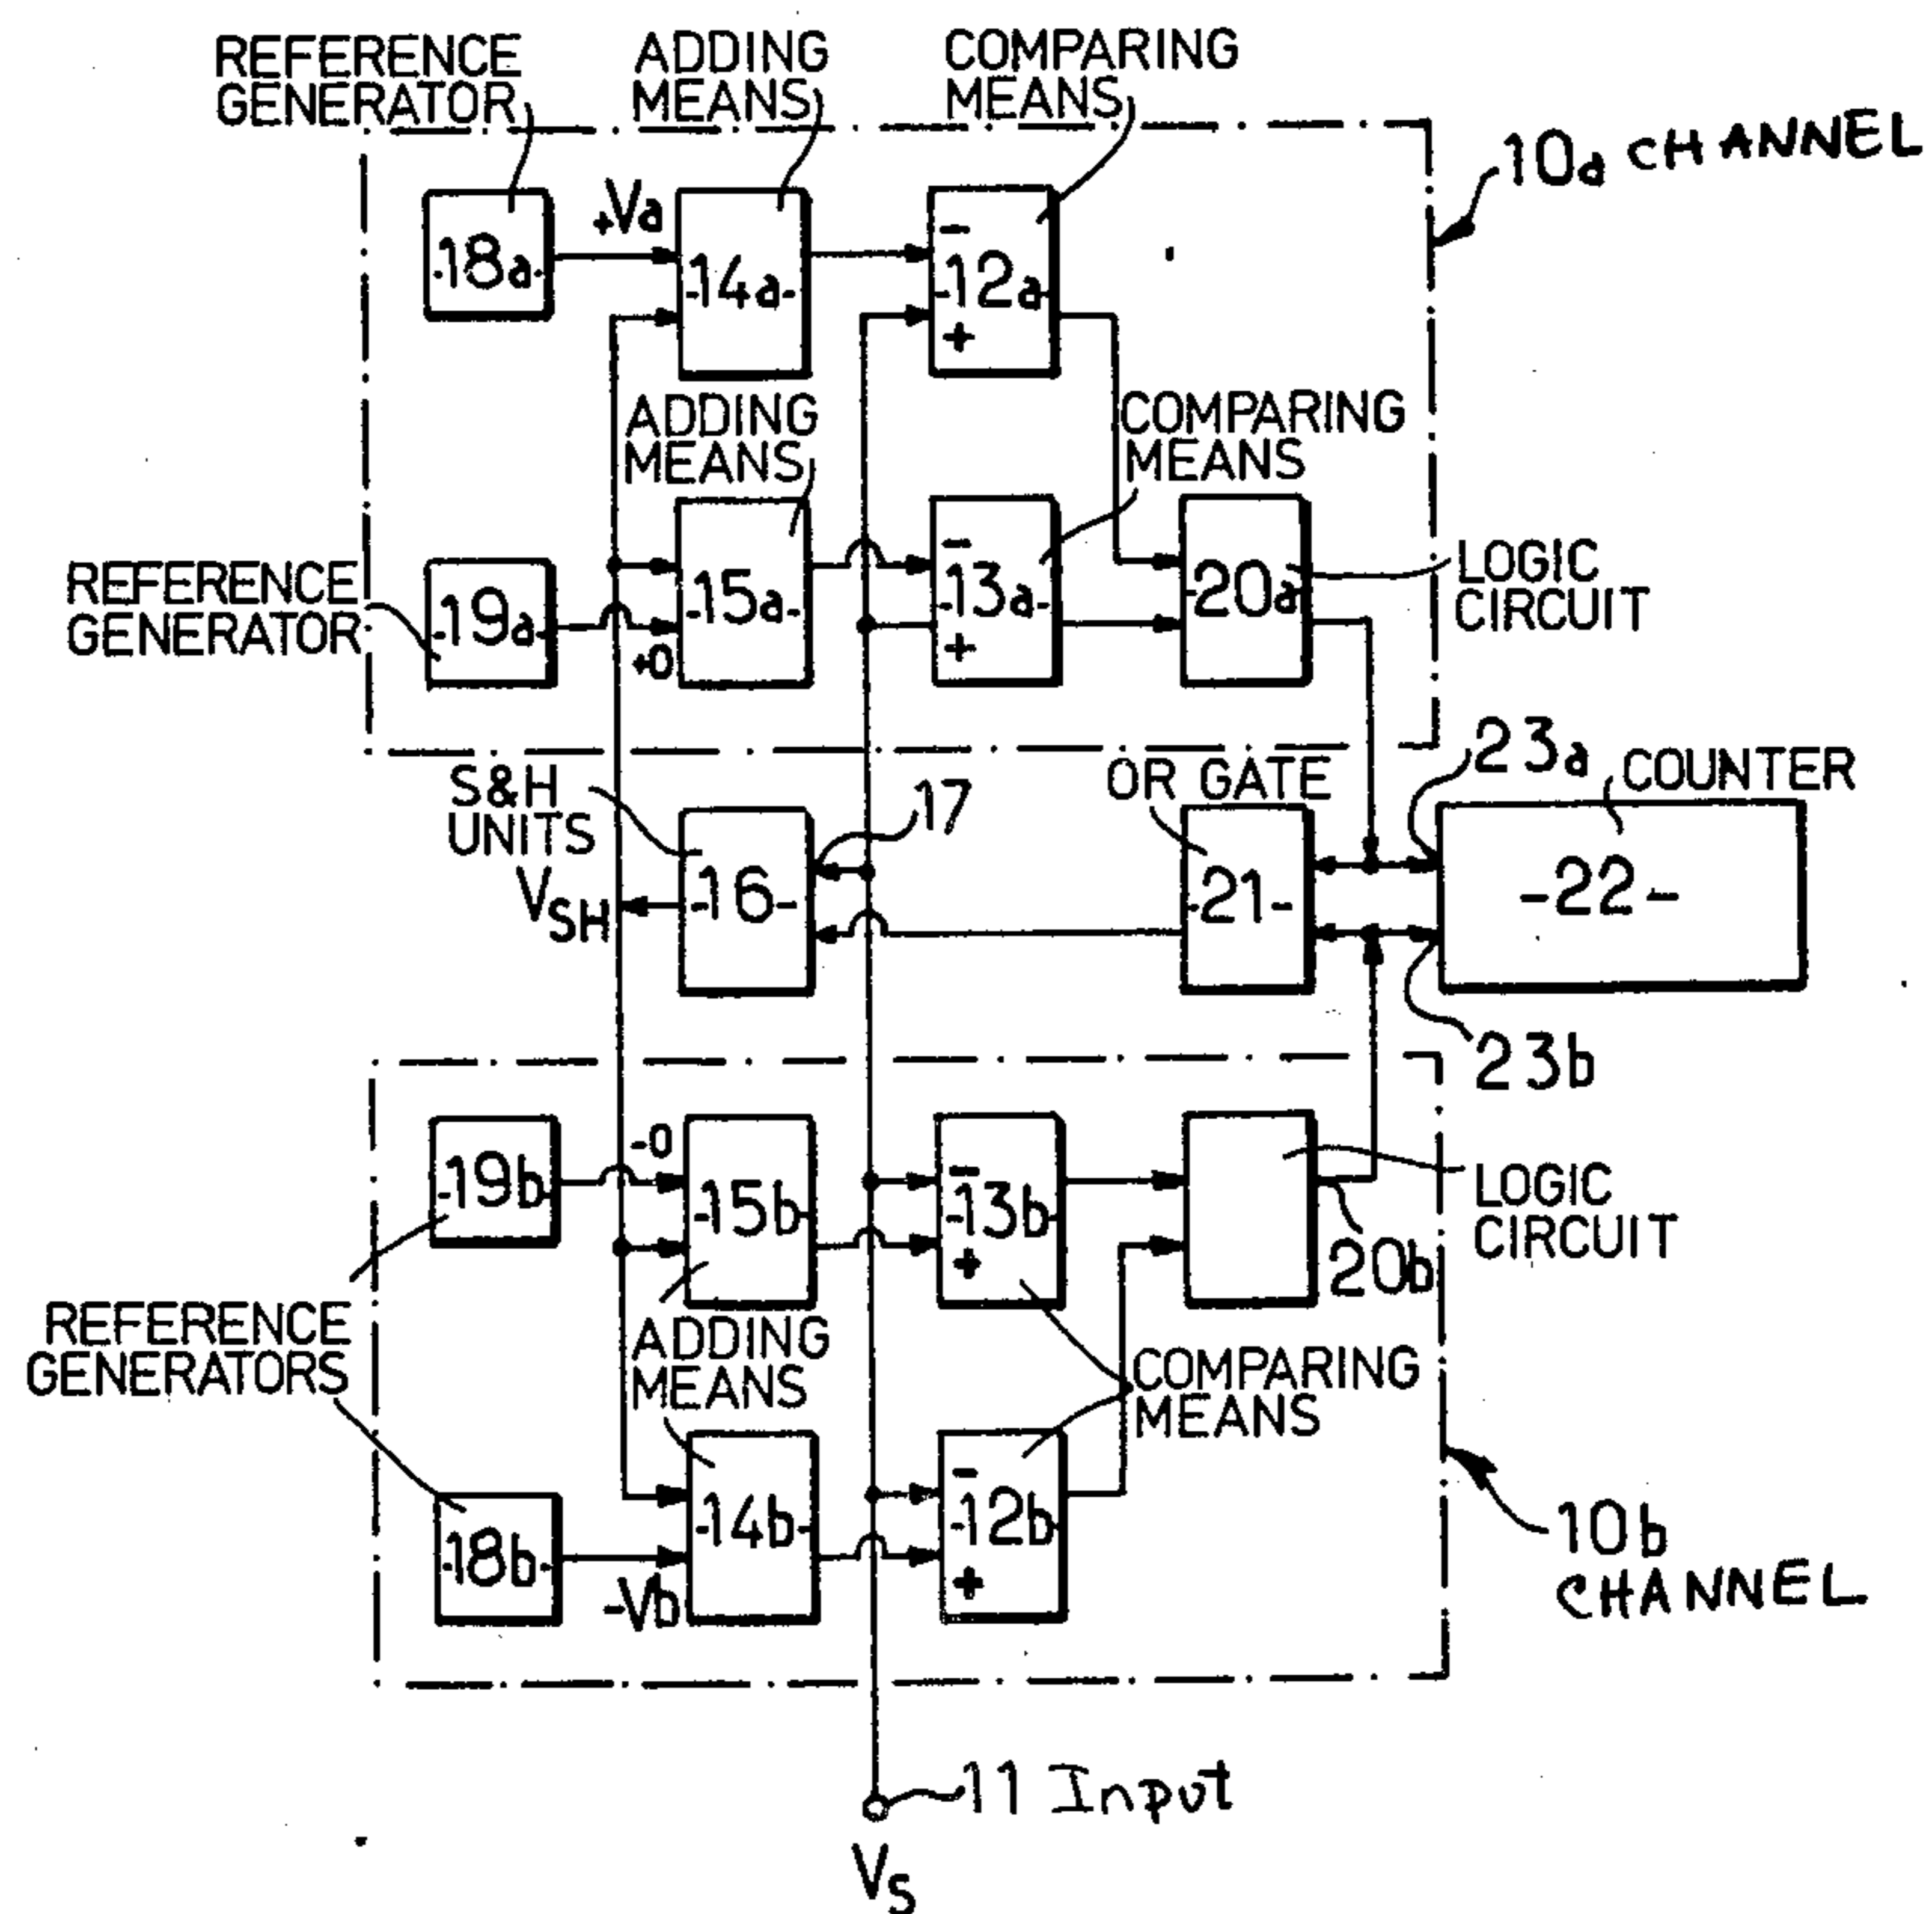 REFERENCE
GENERATOR
ADDING
MEANS
COMPARING
MEANS
10a CHANNEL
-18a-
+Va
-14a-
-
-12a-
+
ADDING
MEANS
COMPARING
MEANS
REFERENCE
GENERATOR
-19a-
+0
-15a-
-
-13a-
+
-20a-
LOGIC
CIRCUIT
S&H
UNITS
17
OR GATE
23a
COUNTER
VSH
-16-
-21-
-22-
23b
-19b-
-0
-15b-
-
-13b-
+
20b
LOGIC
CIRCUIT
REFERENCE
GENERATORS
ADDING
MEANS
COMPARING
MEANS
-18b-
-Vb
-14b-
-
-12b-
+
10b
CHANNEL
11 Input
VS